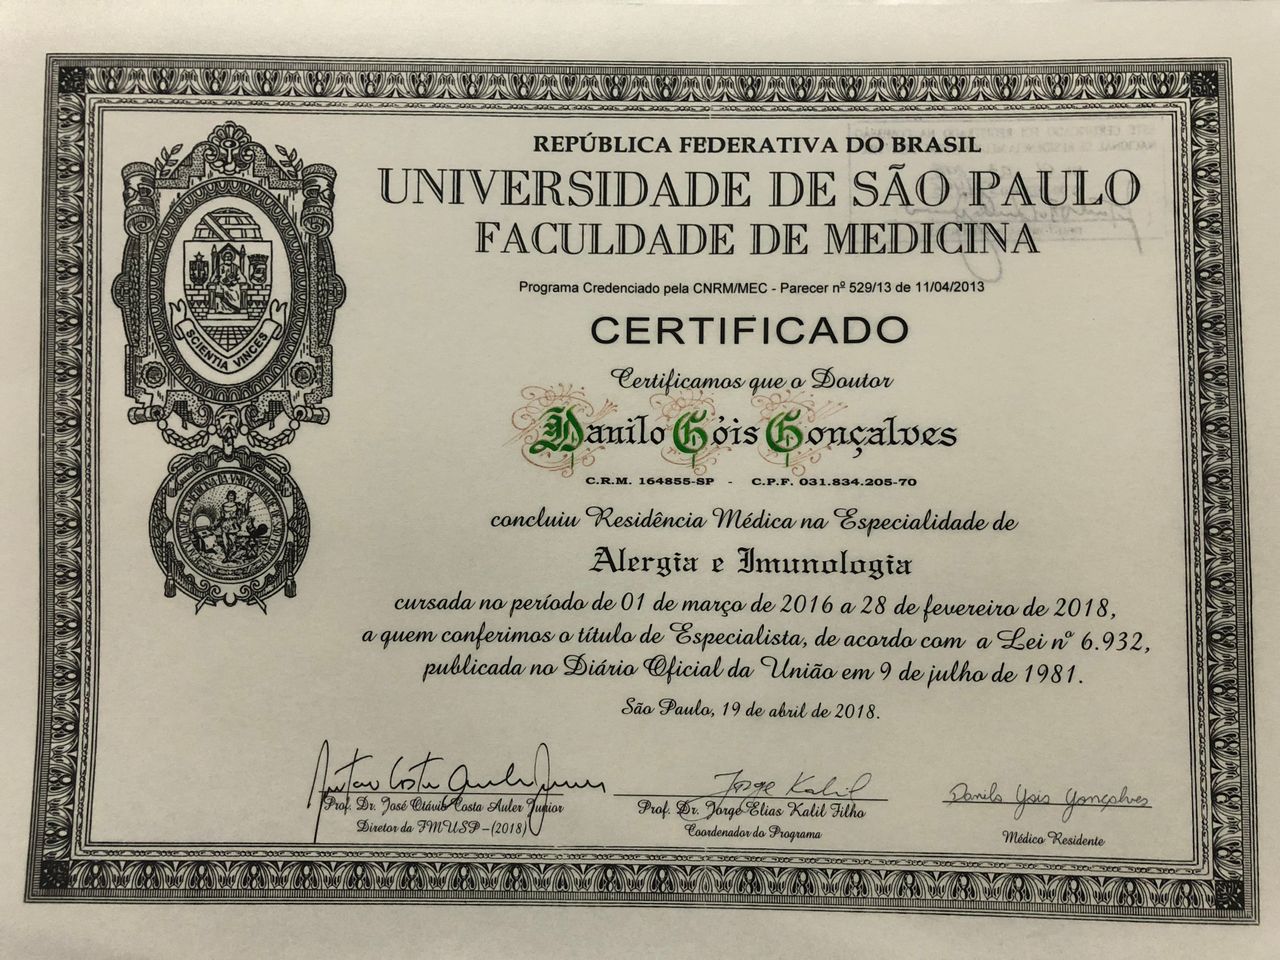 REPÚBLICA FEDERATIVA DO BRASIL
UNIVERSIDADE DE SÃO PAULO
FACULDADE DE MEDICINA
Programa Credenciado pela CNRM/MEC - Parecer nº 529/13 de 11/04/2013
CERTIFICADO
Certificamos que o Doutor
Danilo Góis Gonçalves
C.R.M. 164855-SP - C.P.F. 031.834.205-70
concluiu Residência Médica na Especialidade de
Alergia e Imunologia
cursada no período de 01 de março de 2016 a 28 de fevereiro de 2018,
a quem conferimos o título de Especialista, de acordo com a Lei nº 6.932,
publicada no Diário Oficial da União em 9 de julho de 1981.
São Paulo, 19 de abril de 2018.
SCIENTIA VINCES
Jorge Kalil
Danilo Gois Gonçalves
Prof. Dr. José Otávio Costa Auler Junior
Diretor da FMUSP-(2018)
Prof. Dr. Jorge Elias Kalil Filho
Coordenador do Programa
Médico Residente